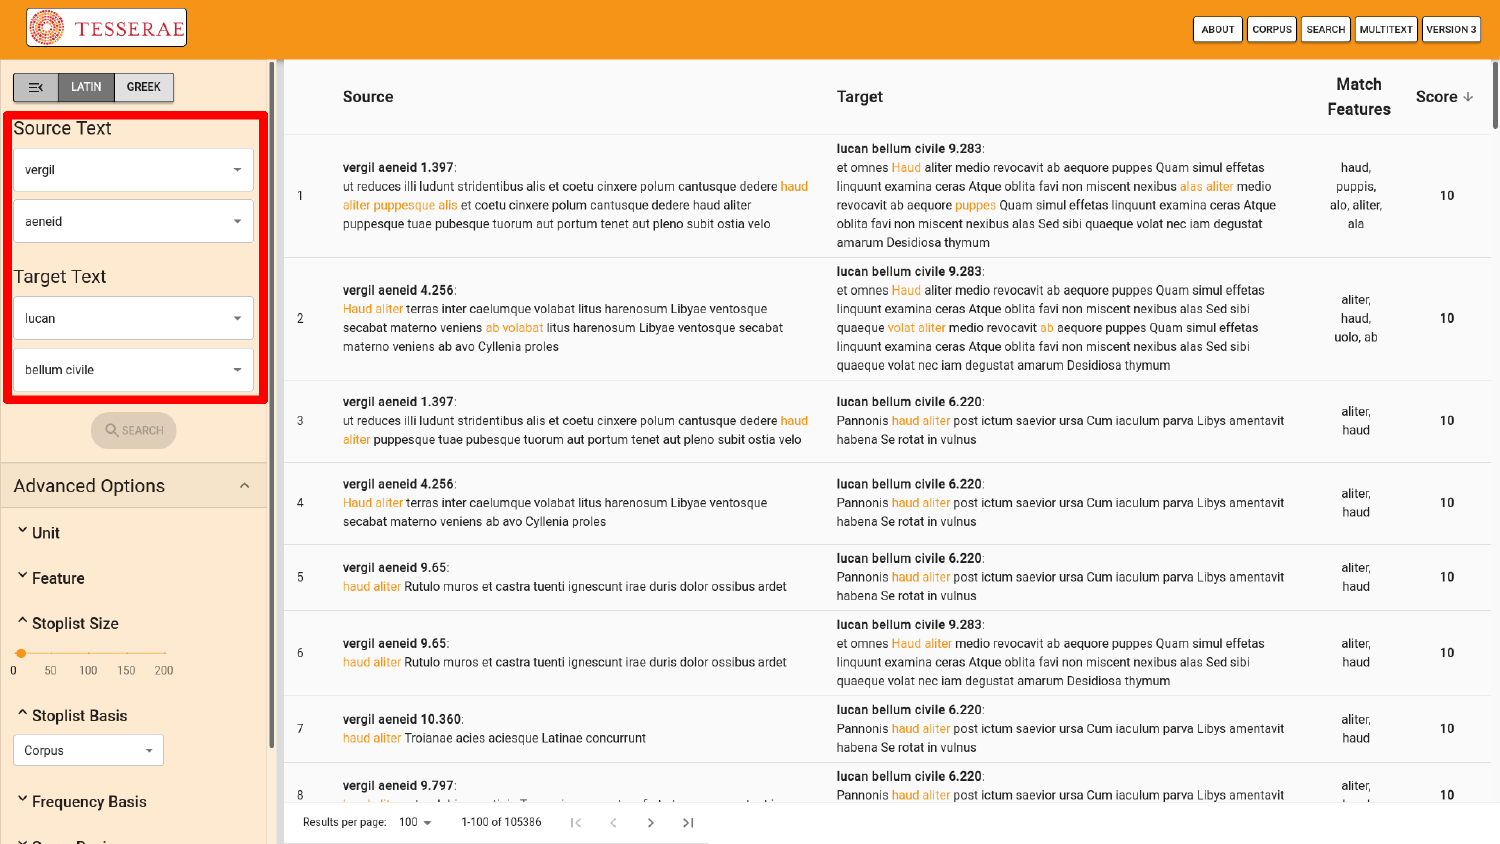 TESSERAE
ABOUT
CORPUS
SEARCH
MULTITEXT
VERSION 3
LATIN
GREEK
Source Text
vergil
aeneid
Target Text
lucan
bellum civile
SEARCH
Advanced Options
Unit
Feature
Stoplist Size
0 50 100 150 200
Stoplist Basis
Corpus
Frequency Basis
Source
Target
Match
Features
Score
1
vergil aeneid 1.397:
ut reduces illi ludunt stridentibus alis et coetu cinxere polum cantusque dedere haud
aliter puppesque alis et coetu cinxere polum cantusque dedere haud aliter
puppesque tuae pubesque tuorum aut portum tenet aut pleno subit ostia velo
lucan bellum civile 9.283:
et omnes Haud aliter medio revocavit ab aequore puppes Quam simul effetas
linquunt examina ceras Atque oblita favi non miscent nexibus alas aliter medio
revocavit ab aequore puppes Quam simul effetas linquunt examina ceras Atque
oblita favi non miscent nexibus alas Sed sibi quaeque volat nec iam degustat
amarum Desidiosa thymum
haud,
puppis,
alo, aliter,
ala
10
2
vergil aeneid 4.256:
Haud aliter terras inter caelumque volabat litus harenosum Libyae ventosque
secabat materno veniens ab volabat litus harenosum Libyae ventosque secabat
materno veniens ab avo Cyllenia proles
lucan bellum civile 9.283:
et omnes Haud aliter medio revocavit ab aequore puppes Quam simul effetas
linquunt examina ceras Atque oblita favi non miscent nexibus alas Sed sibi
quaeque volat aliter medio revocavit ab aequore puppes Quam simul effetas
linquunt examina ceras Atque oblita favi non miscent nexibus alas Sed sibi
quaeque volat nec iam degustat amarum Desidiosa thymum
aliter,
haud,
uolo, ab
10
3
vergil aeneid 1.397:
ut reduces illi ludunt stridentibus alis et coetu cinxere polum cantusque dedere haud
aliter puppesque tuae pubesque tuorum aut portum tenet aut pleno subit ostia velo
lucan bellum civile 6.220:
Pannonis haud aliter post ictum saevior ursa Cum iaculum parva Libys amentavit
habena Se rotat in vulnus
aliter,
haud
10
4
vergil aeneid 4.256:
Haud aliter terras inter caelumque volabat litus harenosum Libyae ventosque
secabat materno veniens ab avo Cyllenia proles
lucan bellum civile 6.220:
Pannonis haud aliter post ictum saevior ursa Cum iaculum parva Libys amentavit
habena Se rotat in vulnus
aliter,
haud
10
5
vergil aeneid 9.65:
haud aliter Rutulo muros et castra tuenti ignescunt irae duris dolor ossibus ardet
lucan bellum civile 6.220:
Pannonis haud aliter post ictum saevior ursa Cum iaculum parva Libys amentavit
habena Se rotat in vulnus
aliter,
haud
10
6
vergil aeneid 9.65:
haud aliter Rutulo muros et castra tuenti ignescunt irae duris dolor ossibus ardet
lucan bellum civile 9.283:
et omnes Haud aliter medio revocavit ab aequore puppes Quam simul effetas
linquunt examina ceras Atque oblita favi non miscent nexibus alas Sed sibi
quaeque volat nec iam degustat amarum Desidiosa thymum
aliter,
haud
10
7
vergil aeneid 10.360:
haud aliter Troianae acies aciesque Latinae concurrunt
lucan bellum civile 6.220:
Pannonis haud aliter post ictum saevior ursa Cum iaculum parva Libys amentavit
habena Se rotat in vulnus
aliter,
haud
10
8
vergil aeneid 9.797:
lucan bellum civile 6.220:
Pannonis haud aliter post ictum saevior ursa Cum iaculum parva Libys amentavit
aliter,
10
Results per page: 100
1-100 of 105386